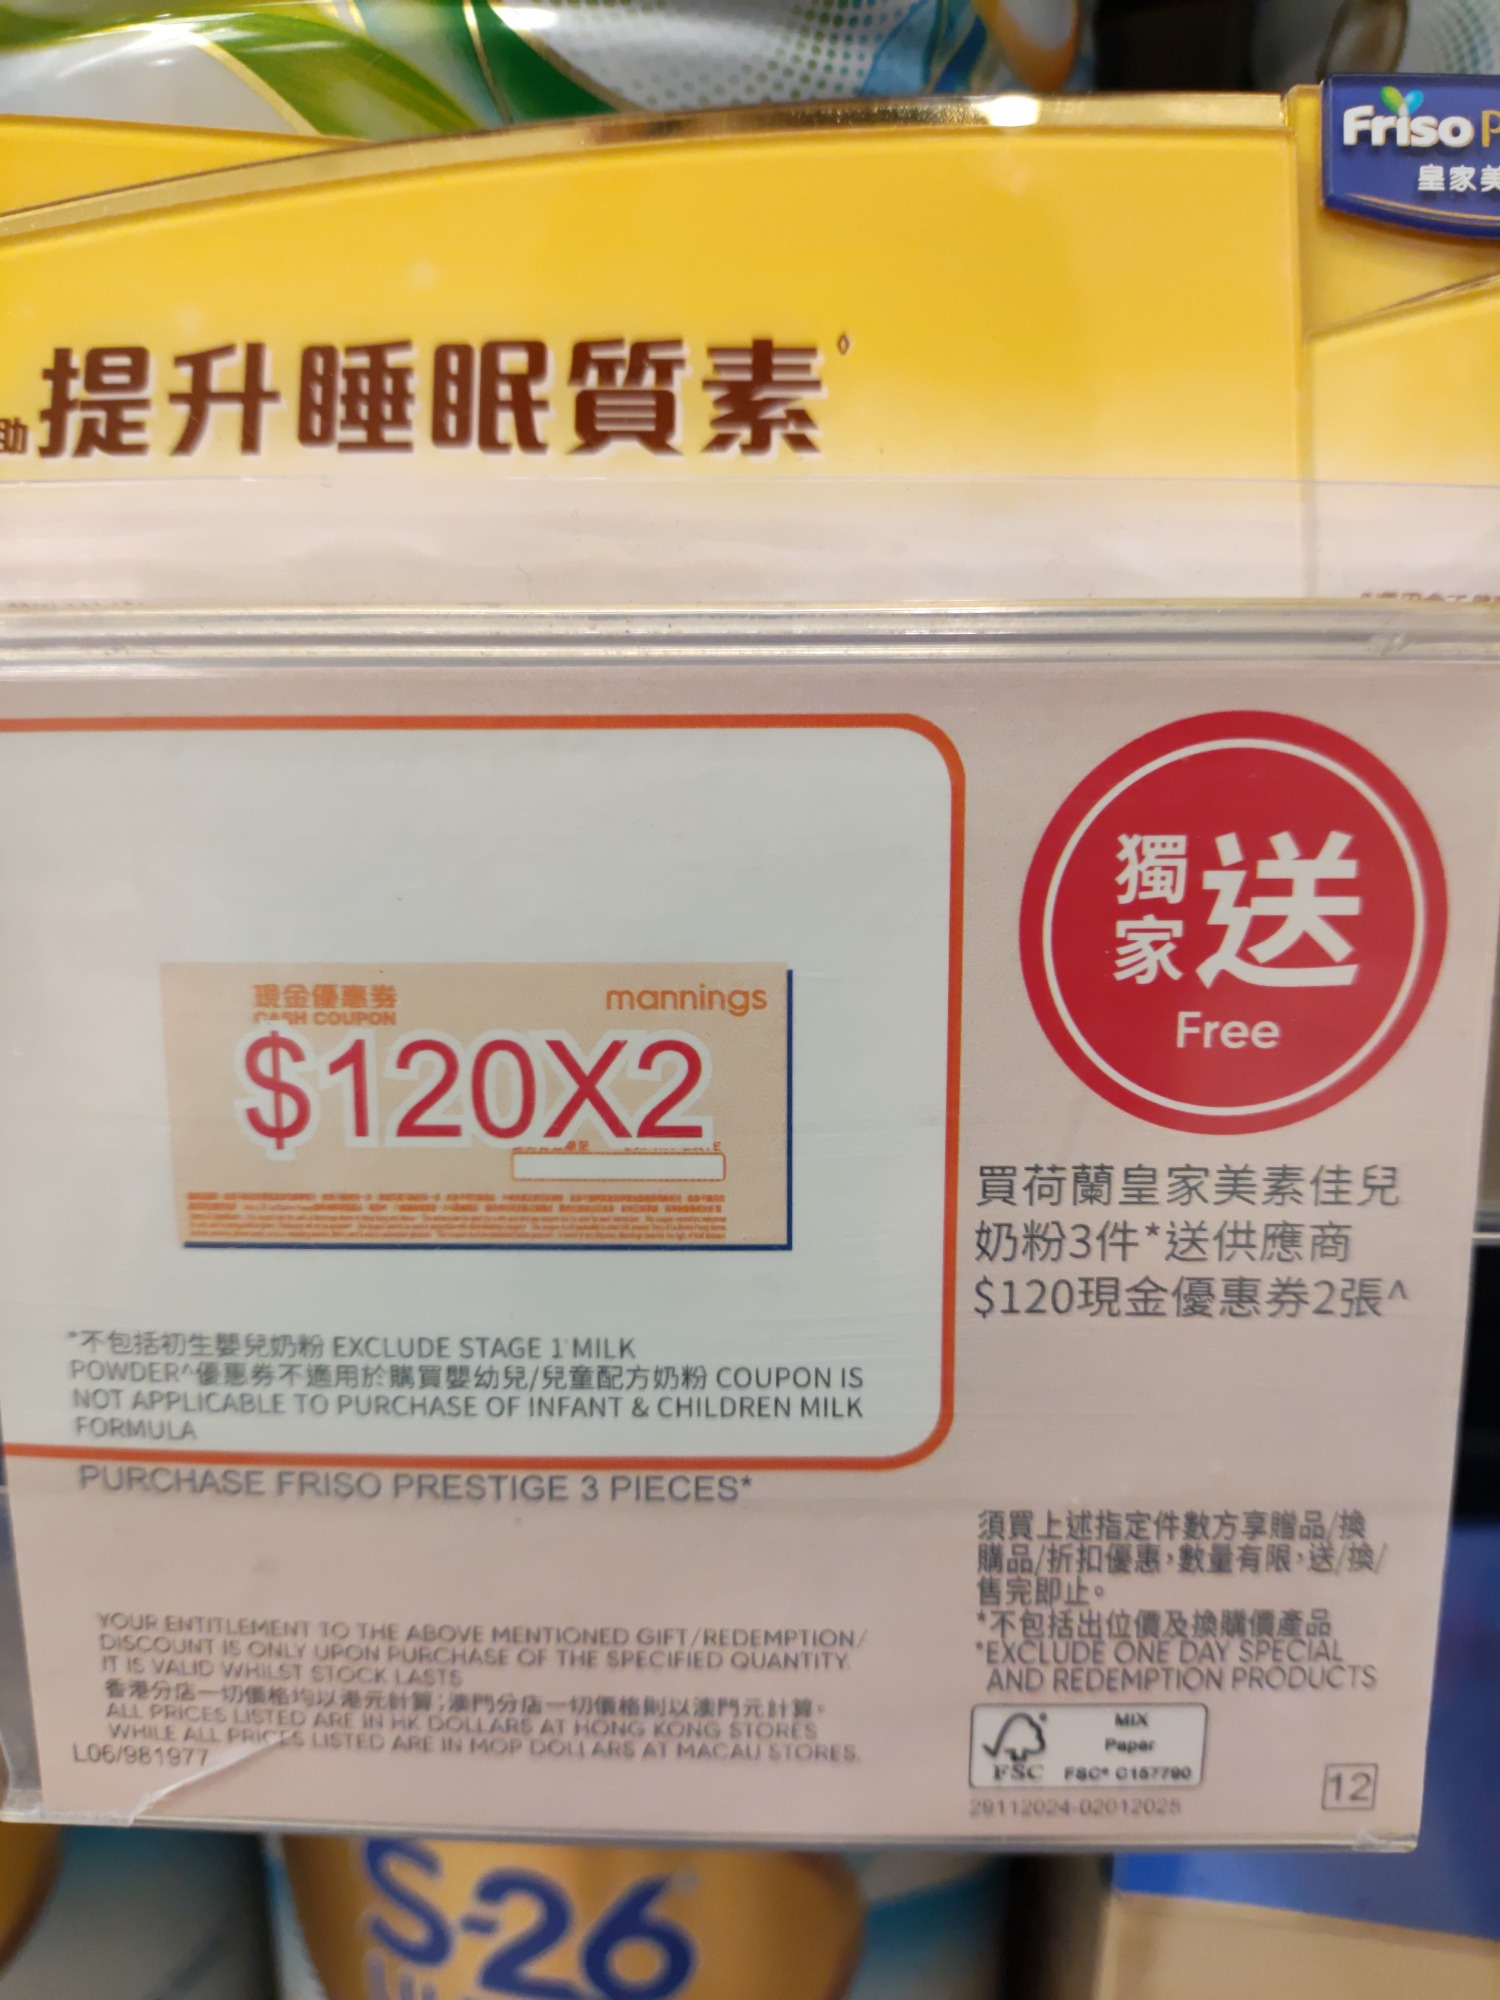 Friso
皇家美
助提升睡眠質素◊
現金優惠券 mannings
CASH COUPON
$120X2
獨家送
Free
買荷蘭皇家美素佳兒
奶粉3件*送供應商
$120現金優惠券2張^
*不包括初生嬰兒奶粉 EXCLUDE STAGE 1 MILK
POWDER^優惠券不適用於購買嬰幼兒/兒童配方奶粉 COUPON IS
NOT APPLICABLE TO PURCHASE OF INFANT & CHILDREN MILK
FORMULA
PURCHASE FRISO PRESTIGE 3 PIECES*
須買上述指定件數方享贈品/換
購品/折扣優惠，數量有限，送/換/
售完即止。
*不包括出位價及換購價產品
*EXCLUDE ONE DAY SPECIAL
AND REDEMPTION PRODUCTS
YOUR ENTITLEMENT TO THE ABOVE MENTIONED GIFT/REDEMPTION/
DISCOUNT IS ONLY UPON PURCHASE OF THE SPECIFIED QUANTITY.
IT IS VALID WHILST STOCK LASTS
香港分店一切價格均以港元計算；澳門分店一切價格則以澳門元計算。
ALL PRICES LISTED ARE IN HK DOLLARS AT HONG KONG STORES
WHILE ALL PRICES LISTED ARE IN MOP DOLLARS AT MACAU STORES.
L06/981977
MIX
Paper
FSC FSC® C157790
29112024-02012025
12
S-26